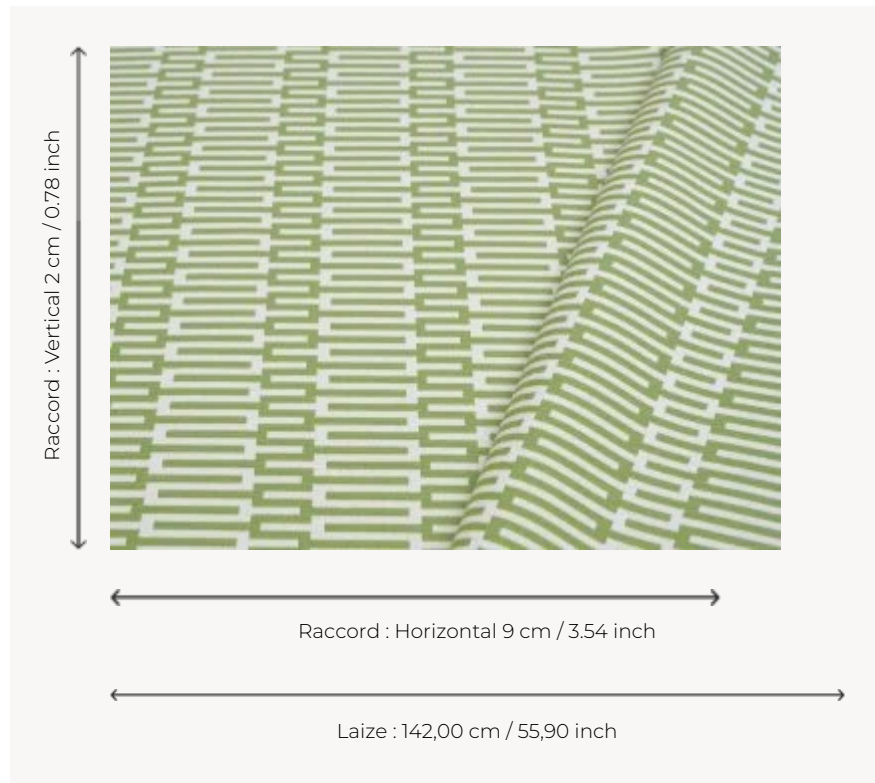 Raccord : Vertical 2 cm / 0.78 inch
Raccord : Horizontal 9 cm / 3.54 inch
Laize : 142,00 cm / 55,90 inch